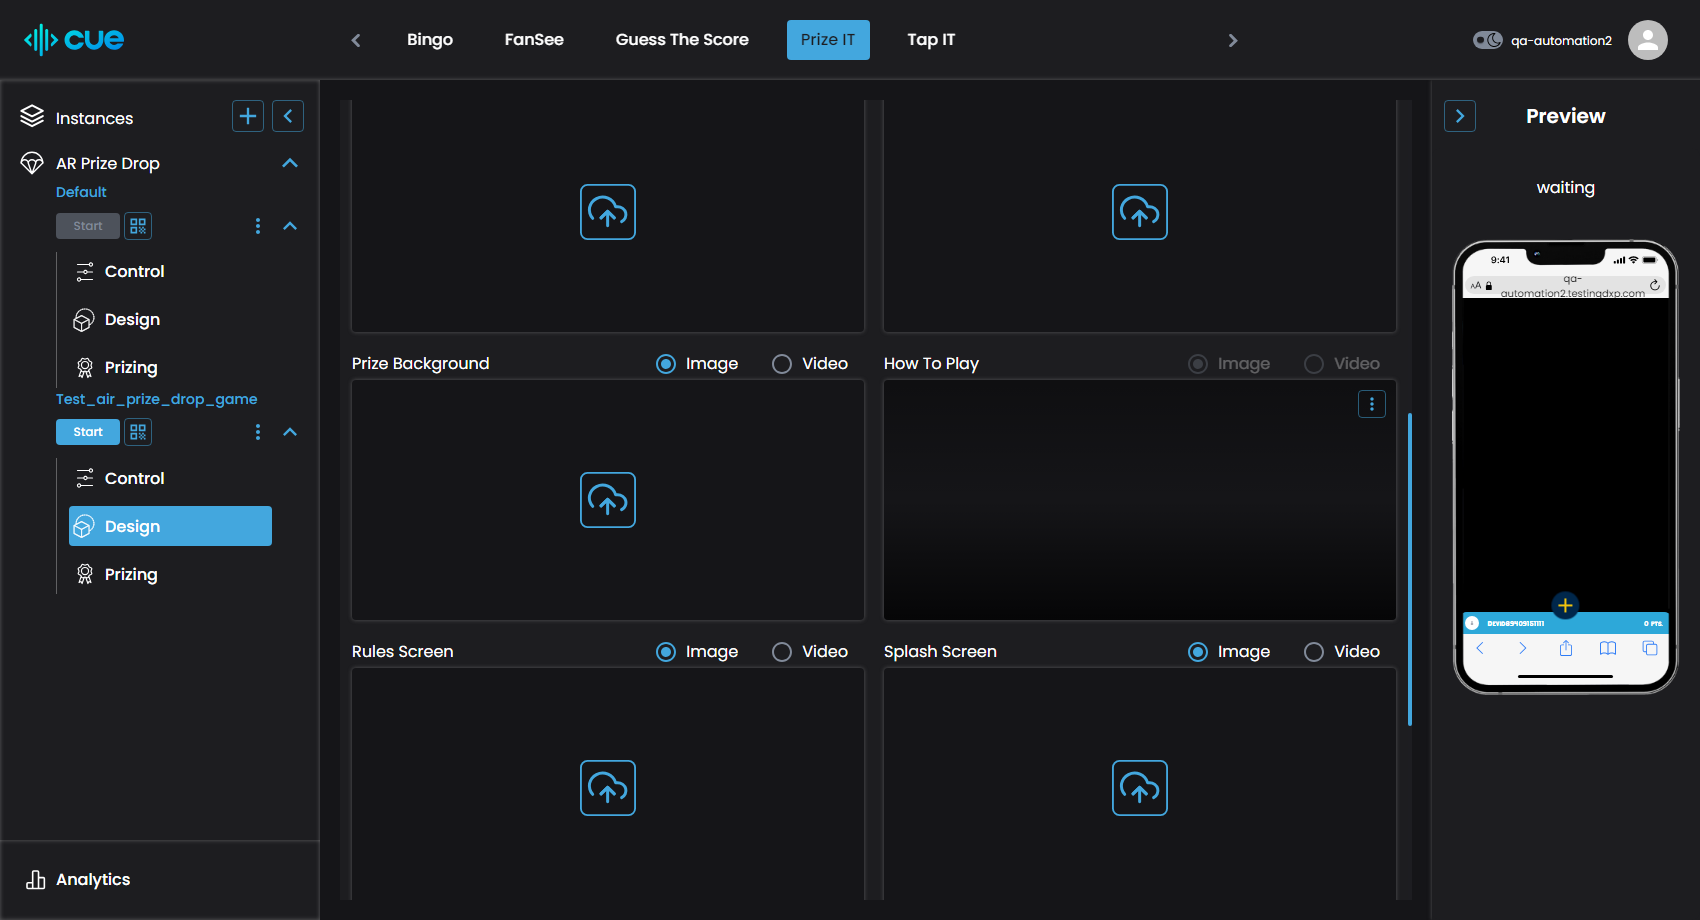 cue
Bingo
FanSee
Guess The Score
Prize IT
Tap IT
qa-automation2
Instances
AR Prize Drop
Default
Start
Control
Design
Prizing
Test_air_prize_drop_game
Start
Control
Design
Prizing
Analytics
Prize Background
Image
Video
How To Play
Image
Video
Rules Screen
Image
Video
Splash Screen
Image
Video
Preview
waiting
9:41
AA
qa-
automation2.testingdxp.com
0 PTS.